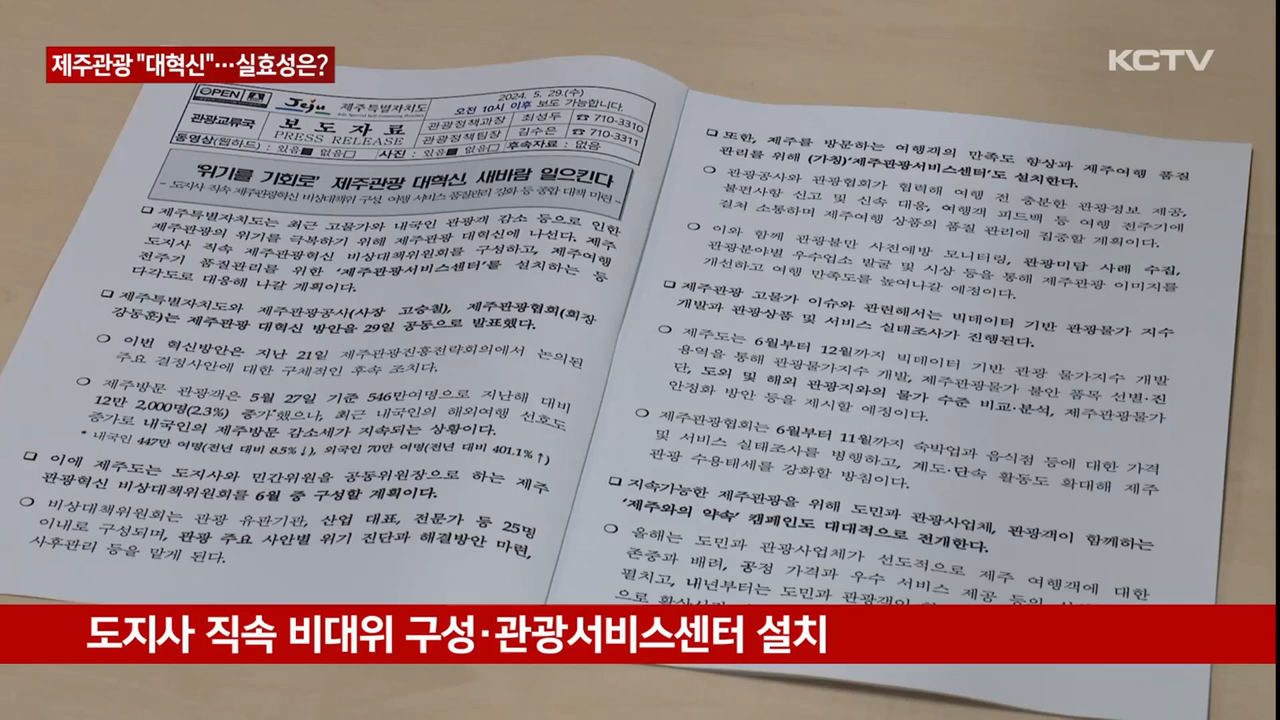 제주관광 "대혁신"…실효성은?
KCTV
OPEN
Jeju 제주특별자치도
2024. 5. 29.(수)
오전 10시 이후 보도 가능합니다.
관광교류국
보도자료
PRESS RELEASE
관광정책과장 최성두 ☎ 710-3310
관광정책팀장 김수은 ☎ 710-3311
동영상(웹하드) : 있음■ 없음□ 사진 : 있음■ 없음□ 후속자료 : 없음
'위기를 기회로' 제주관광 대혁신, 새바람 일으킨다
- 도지사 직속 제주관광혁신 비상대책위 구성, 여행 서비스 품질관리 강화 등 종합 대책 마련 -
❑ 제주특별자치도는 최근 고물가와 내국인 관광객 감소 등으로 인한
제주관광의 위기를 극복하기 위해 제주관광 대혁신에 나선다. 제주
도지사 직속 제주관광혁신 비상대책위원회를 구성하고, 제주여행
전주기 품질관리를 위한 '제주관광서비스센터'를 설치하는 등
다각도로 대응해 나갈 계획이다.
❑ 제주특별자치도와 제주관광공사(사장 고승철), 제주관광협회(회장
강동훈)는 제주관광 대혁신 방안을 29일 공동으로 발표했다.
❍ 이번 혁신방안은 지난 21일 제주관광진흥전략회의에서 논의된
주요 결정사안에 대한 구체적인 후속 조치다.
❍ 제주방문 관광객은 5월 27일 기준 546만여명으로 지난해 대비
12만 2,000명(2.3%) 증가*했으나, 최근 내국인의 해외여행 선호도
증가로 내국인의 제주방문 감소세가 지속되는 상황이다.
* 내국인 447만 여명(전년 대비 8.5%↓), 외국인 70만 여명(전년 대비 401.1%↑)
❑ 이에 제주도는 도지사와 민간위원을 공동위원장으로 하는 제주
관광혁신 비상대책위원회를 6월 중 구성할 계획이다.
❍ 비상대책위원회는 관광 유관기관, 산업 대표, 전문가 등 25명
이내로 구성되며, 관광 주요 사안별 위기 진단과 해결방안 마련,
사후관리 등을 맡게 된다.
❑ 또한, 제주를 방문하는 여행객의 만족도 향상과 제주여행 품질
관리를 위해 (가칭)'제주관광서비스센터'도 설치한다.
❍ 관광공사와 관광협회가 협력해 여행 전 충분한 관광정보 제공,
불편사항 신고 및 신속 대응, 여행객 피드백 등 여행 전주기에
걸쳐 소통하며 제주여행 상품의 품질 관리에 집중할 계획이다.
❍ 이와 함께 관광불만 사전예방 모니터링, 관광미담 사례 수집,
관광분야별 우수업소 발굴 및 시상 등을 통해 제주관광 이미지를
개선하고 여행 만족도를 높여나갈 예정이다.
❑ 제주관광 고물가 이슈와 관련해서는 빅데이터 기반 관광물가 지수
개발과 관광상품 및 서비스 실태조사가 진행된다.
❍ 제주도는 6월부터 12월까지 빅데이터 기반 관광 물가지수 개발
용역을 통해 관광물가지수 개발, 제주관광물가 불안 품목 선별·진
단, 도외 및 해외 관광지와의 물가 수준 비교·분석, 제주관광물가
안정화 방안 등을 제시할 예정이다.
❍ 제주관광협회는 6월부터 11월까지 숙박업과 음식점 등에 대한 가격
및 서비스 실태조사를 병행하고, 계도·단속 활동도 확대해 제주
관광 수용태세를 강화할 방침이다.
❑ 지속가능한 제주관광을 위해 도민과 관광사업체, 관광객이 함께하는
'제주와의 약속' 캠페인도 대대적으로 전개한다.
❍ 올해는 도민과 관광사업체가 선도적으로 제주 여행객에 대한
존중과 배려, 공정 가격과 우수 서비스 제공 등의
펼치고, 내년부터는 도민과 관광객이
도지사 직속 비대위 구성·관광서비스센터 설치